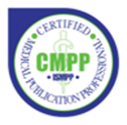 CERTIFIED
MEDICAL PUBLICATION PROFESSIONAL
CMPP
ISMPP